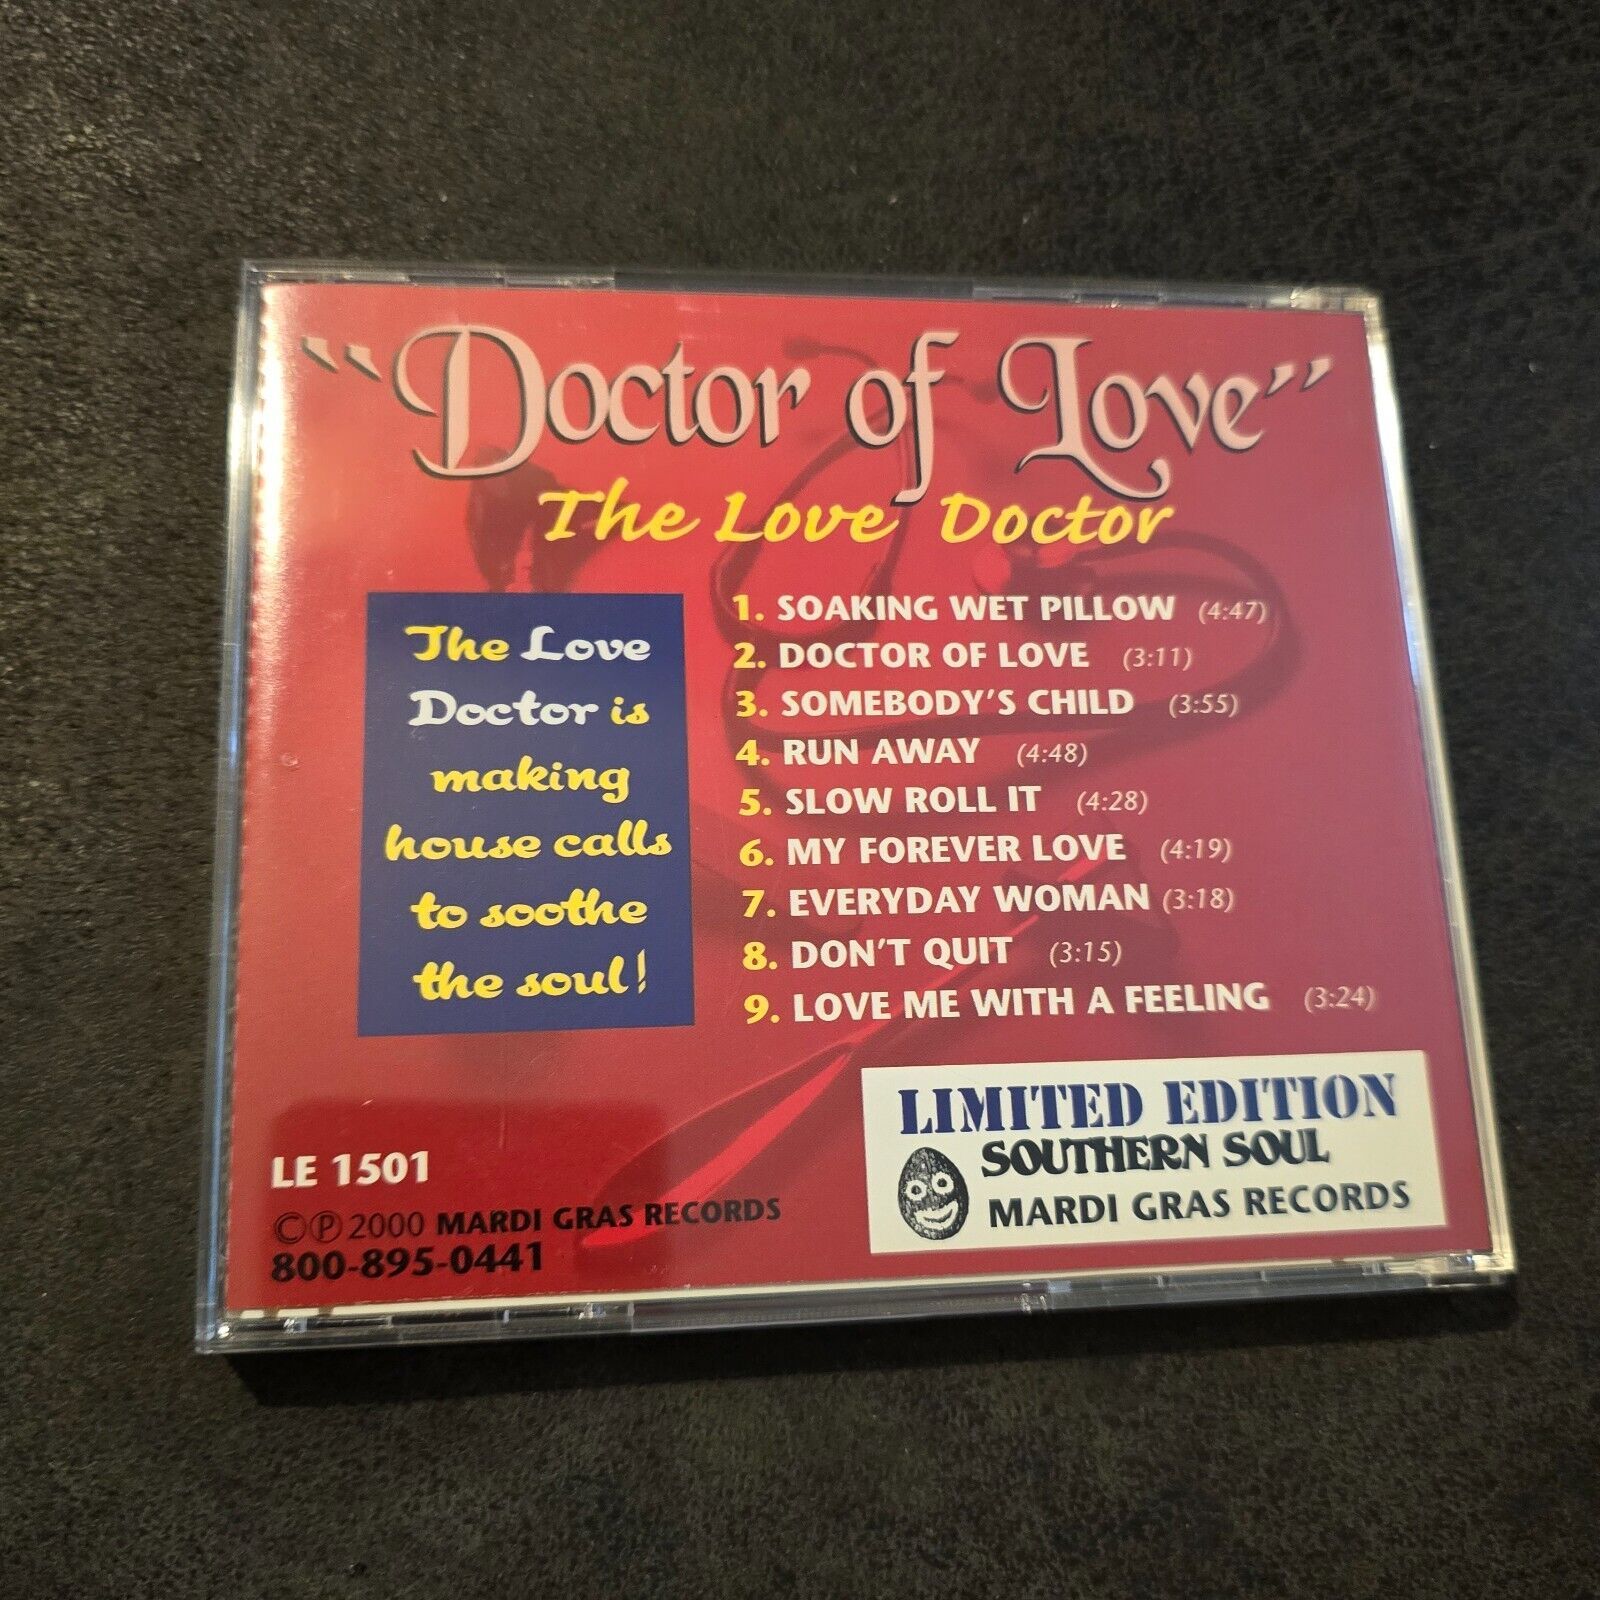 "Doctor of Love"
The Love Doctor
The Love
Doctor is
making
house calls
to soothe
the soul!
1. SOAKING WET PILLOW (4:47)
2. DOCTOR OF LOVE (3:11)
3. SOMEBODY'S CHILD (3:55)
4. RUN AWAY (4:48)
5. SLOW ROLL IT (4:28)
6. MY FOREVER LOVE (4:19)
7. EVERYDAY WOMAN (3:18)
8. DON'T QUIT (3:15)
9. LOVE ME WITH A FEELING (3:24)
LE 1501
©℗ 2000 MARDI GRAS RECORDS
800-895-0441
LIMITED EDITION
SOUTHERN SOUL
MARDI GRAS RECORDS